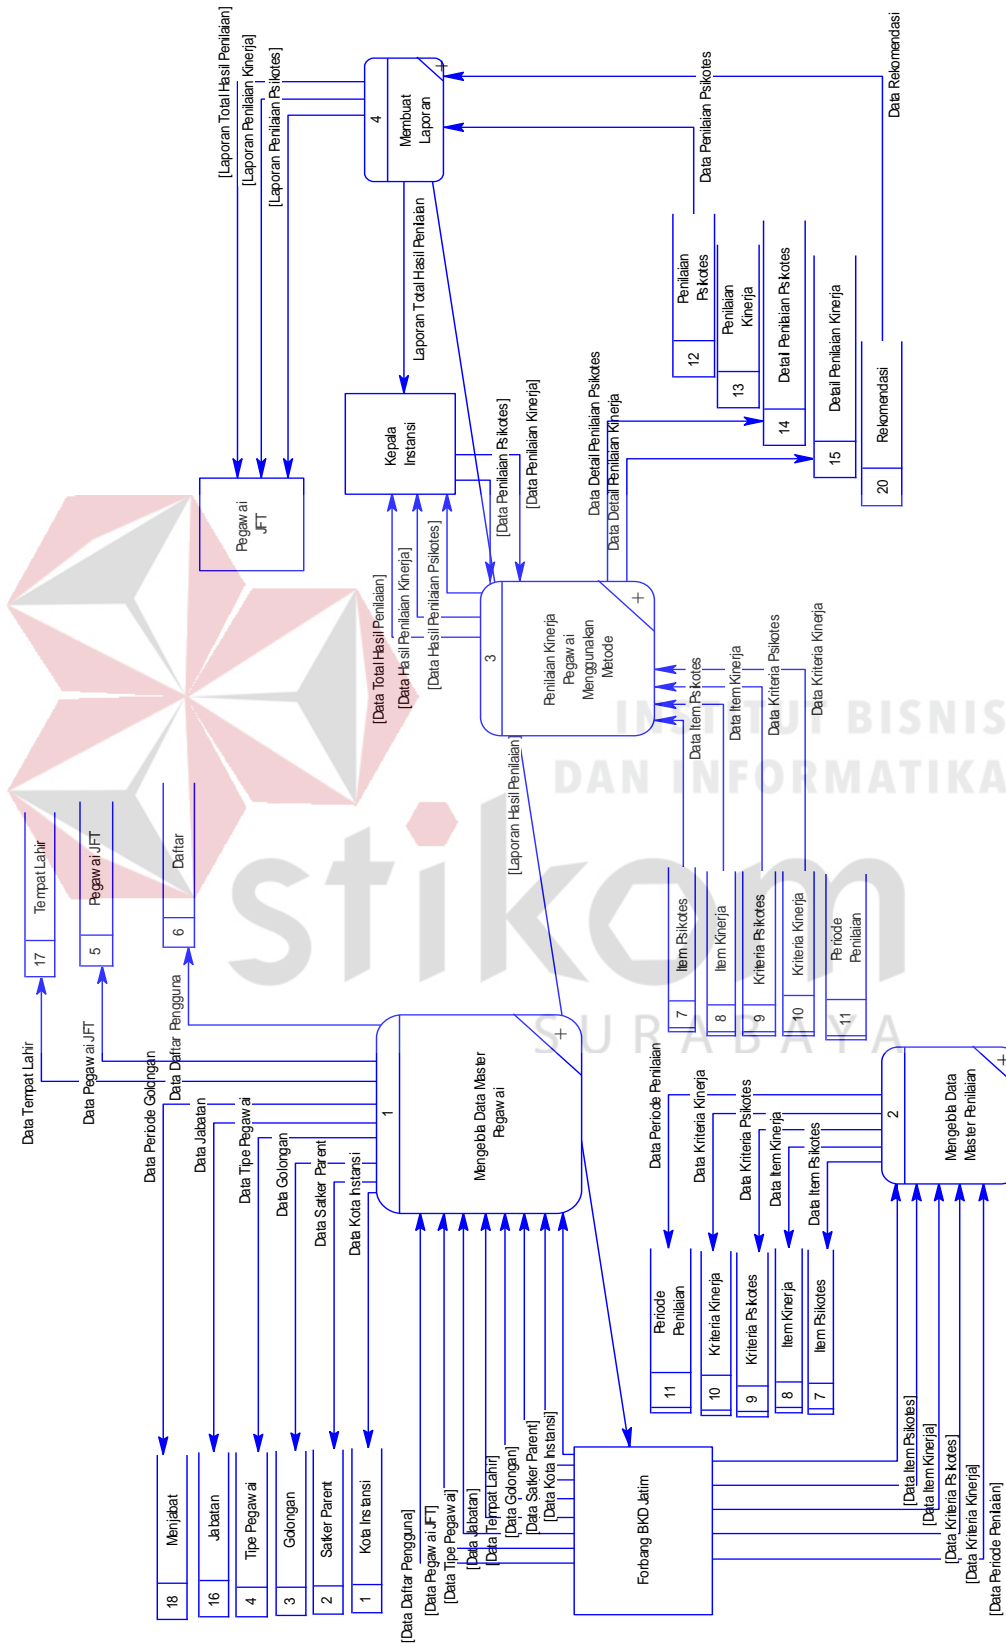 [Laporan Total Hasil Penilaian]
[Laporan Penilaian Kinerja]
[Laporan Penilaian Psikotes]
4
Membuat
Laporan
Data Penilaian Psikotes
Data Rekomendasi
Laporan Total Hasil Penilaian
Pegawai
JFT
Kepala
Instansi
[Data Penilaian Psikotes]
[Data Penilaian Kinerja]
[Data Total Hasil Penilaian]
[Data Hasil Penilaian Kinerja]
[Data Hasil Penilaian Psikotes]
Data Detail Penilaian Psikotes
Data Detail Penilaian Kinerja
12
Penilaian
Psikotes
13
Penilaian
Kinerja
14
Detail Penilaian Psikotes
15
Detail Penilaian Kinerja
20
Rekomendasi
3
Penilaian Kinerja
Pegawai
Menggunakan
Metode
Data Item Psikotes
Data Item Kinerja
Data Kriteria Psikotes
Data Kriteria Kinerja
[Laporan Hasil Penilaian]
INSTITUT BISNIS
DAN INFORMATIKA
stikom
SURABAYA
17
Tempat Lahir
5
Pegawai JFT
6
Daftar
7
Item Psikotes
8
Item Kinerja
9
Kriteria Psikotes
10
Kriteria Kinerja
11
Periode
Penilaian
Data Tempat Lahir
Data Pegawai JFT
Data Daftar Pengguna
Data Periode Golongan
Data Jabatan
Data Tipe Pegawai
Data Golongan
Data Satker Parent
Data Kota Instansi
1
Mengelola Data Master
Pegawai
2
Mengelola Data
Master Penilaian
Data Periode Penilaian
Data Kriteria Kinerja
Data Kriteria Psikotes
Data Item Kinerja
Data Item Psikotes
11
Periode
Penilaian
10
Kriteria Kinerja
9
Kriteria Psikotes
8
Item Kinerja
7
Item Psikotes
18
Menjabat
16
Jabatan
4
Tipe Pegawai
3
Golongan
2
Satker Parent
1
Kota Instansi
[Data Daftar Pengguna]
[Data Pegawai JFT]
[Data Tipe Pegawai]
[Data Jabatan]
[Data Tempat Lahir]
[Data Golongan]
[Data Satker Parent]
[Data Kota Instansi]
Forbang BKD Jatim
[Data Item Psikotes]
[Data Item Kinerja]
[Data Kriteria Psikotes]
[Data Kriteria Kinerja]
[Data Periode Penilaian]